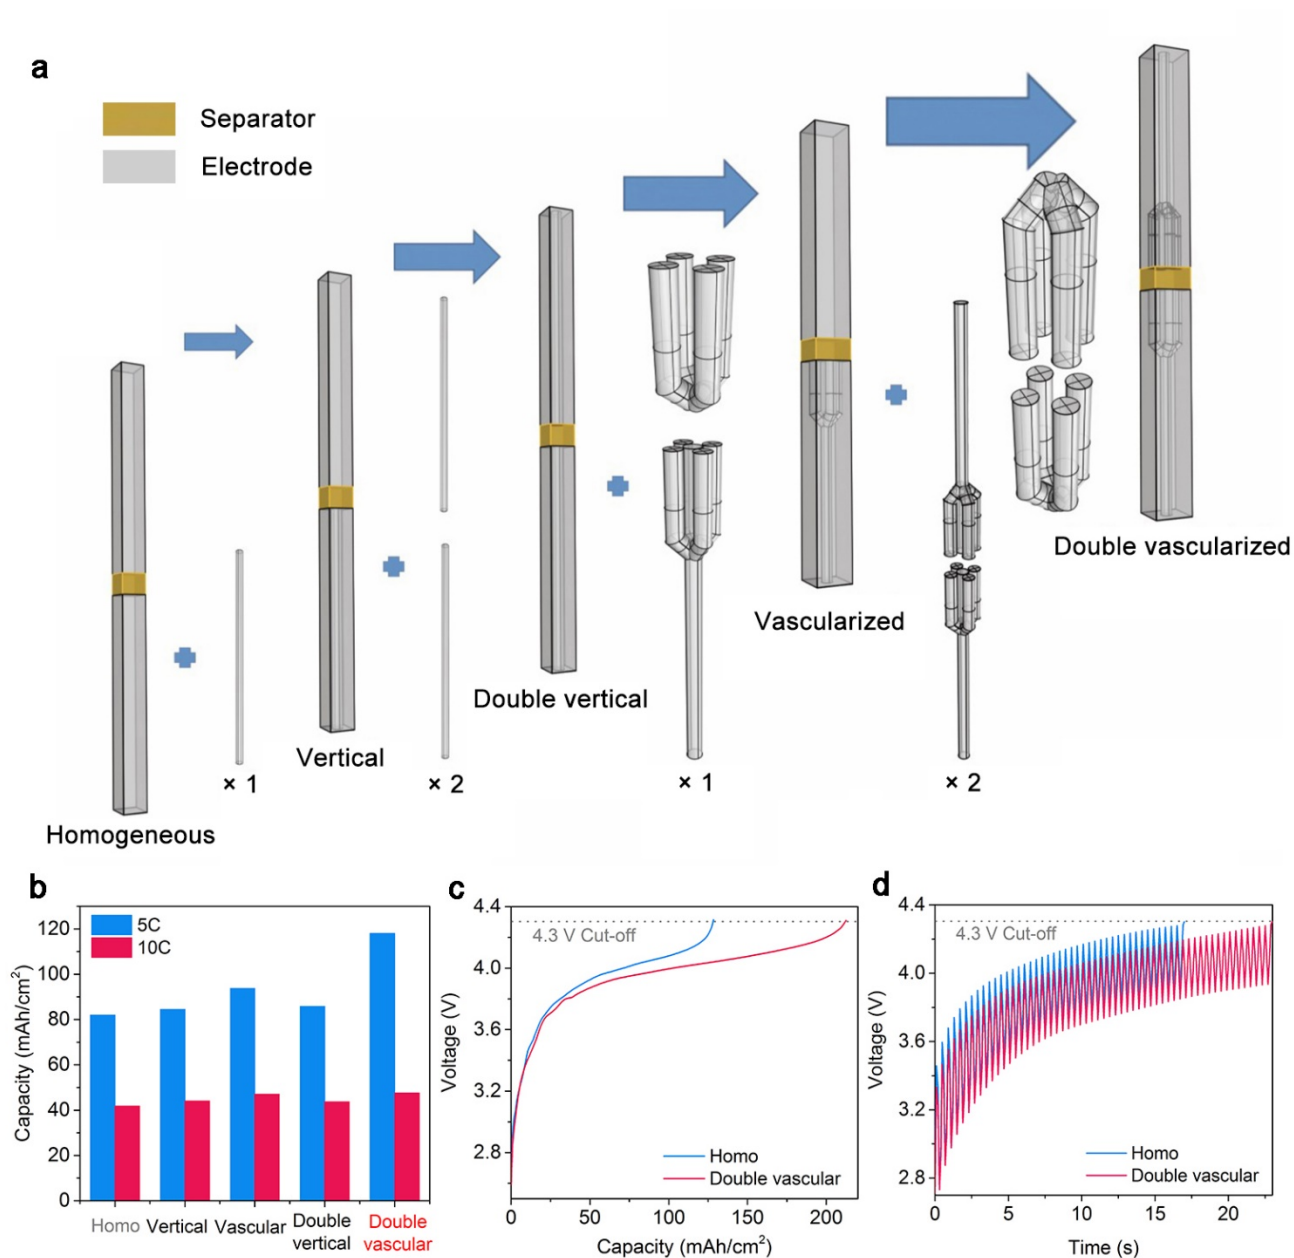 a
Separator
Electrode
Homogeneous
× 1
Vertical
× 2
Double vertical
× 1
Vascularized
× 2
Double vascularized
b
5C
10C
Capacity (mAh/cm²)
120
100
80
60
40
20
0
Homo
Vertical
Vascular
Double
vertical
Double
vascular
c
4.3 V Cut-off
Voltage (V)
4.4
4.0
3.6
3.2
2.8
Homo
Double vascular
0
50
100
150
200
Capacity (mAh/cm²)
d
4.3 V Cut-off
Voltage (V)
4.4
4.0
3.6
3.2
2.8
Homo
Double vascular
0
5
10
15
20
Time (s)